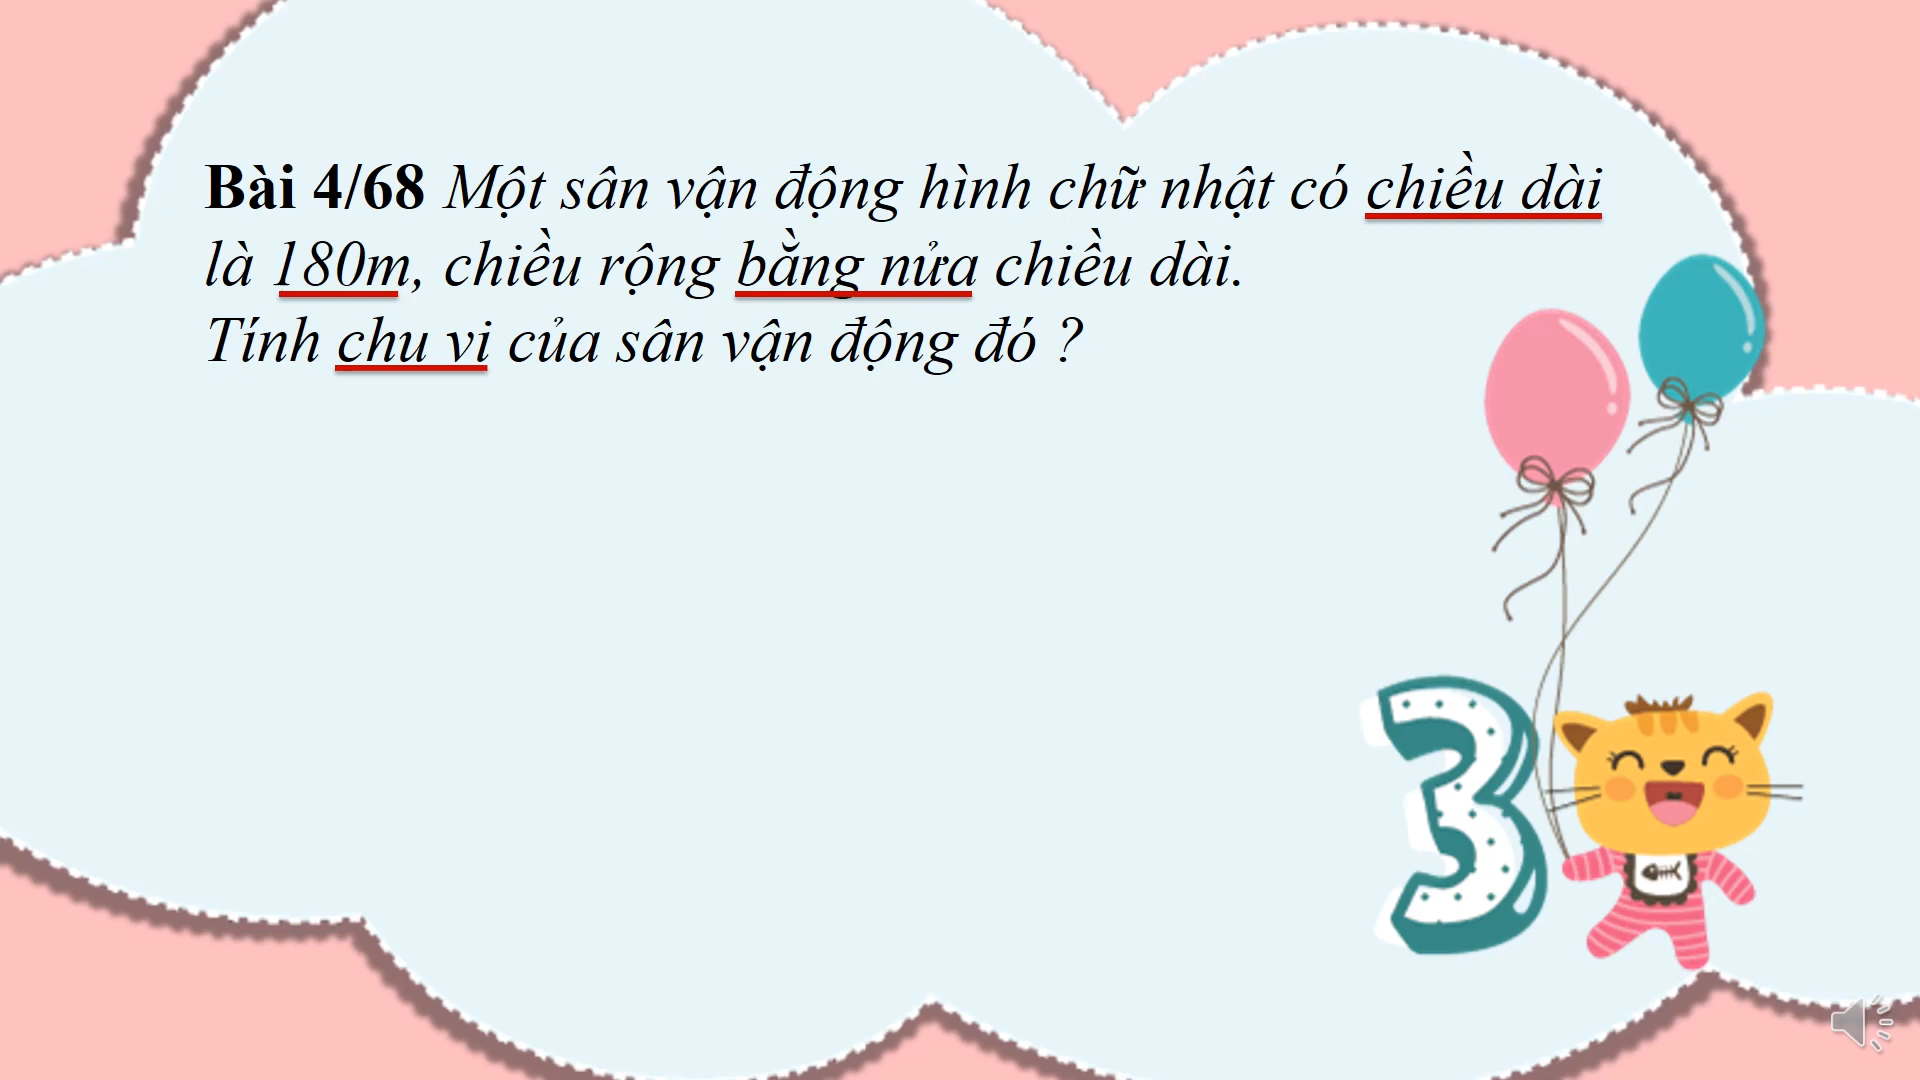 Bài 4/68 Một sân vận động hình chữ nhật có chiều dài
là 180m, chiều rộng bằng nửa chiều dài.
Tính chu vi của sân vận động đó ?
3